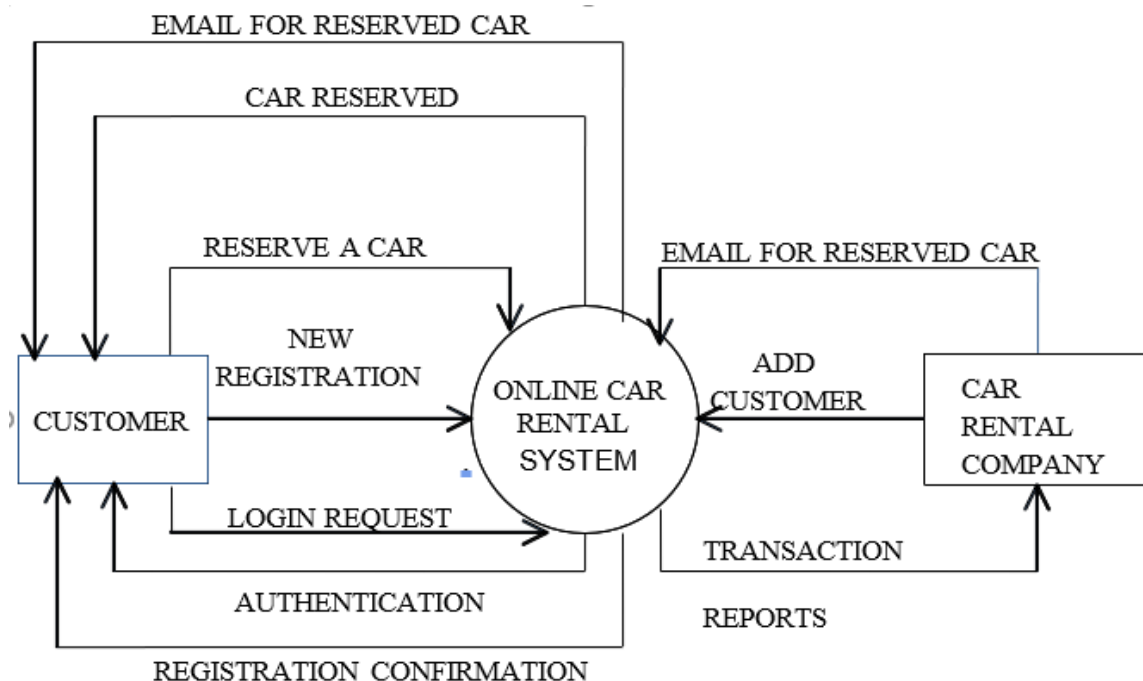 EMAIL FOR RESERVED CAR
CAR RESERVED
RESERVE A CAR
EMAIL FOR RESERVED CAR
NEW
REGISTRATION
ADD
CUSTOMER
CUSTOMER
ONLINE CAR
RENTAL
SYSTEM
CAR
RENTAL
COMPANY
LOGIN REQUEST
TRANSACTION
AUTHENTICATION
REPORTS
REGISTRATION CONFIRMATION